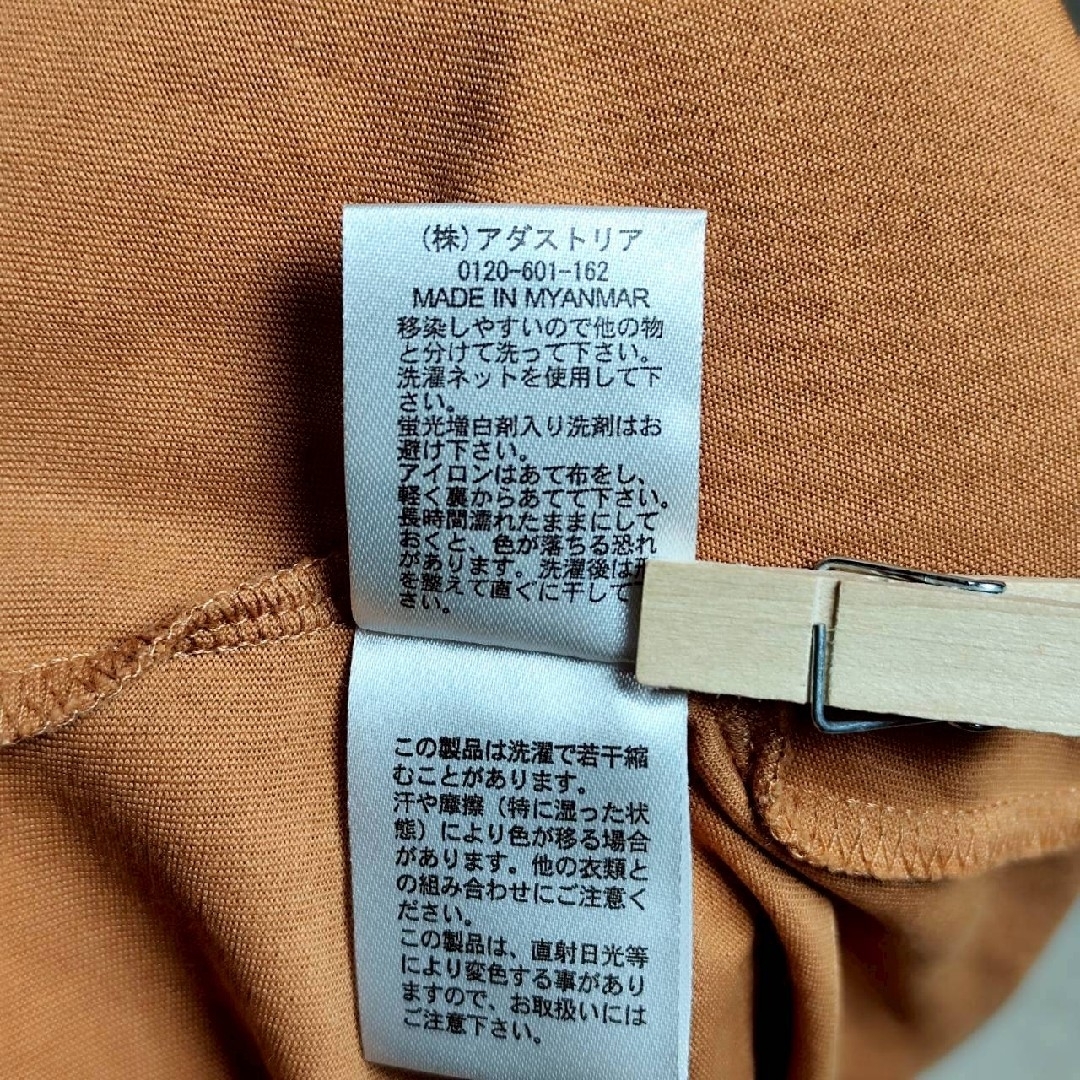 (株)アダストリア
0120-601-162
MADE IN MYANMAR
移染しやすいので他の物
と分けて洗って下さい。
洗濯ネットを使用して下
さい。
蛍光増白剤入り洗剤はお
避け下さい。
アイロンはあて布をし、
軽く裏からあてて下さい。
長時間濡れたままにして
おくと、色が落ちる恐れ
があります。洗濯後は形
を整えて直ぐに干して
さい。
この製品は洗濯で若干縮
むことがあります。
汗や摩擦（特に湿った状
態）により色が移る場合
があります。他の衣類と
の組み合わせにご注意く
ださい。
この製品は、直射日光等
により変色する事があり
ますので、お取扱いには
ご注意下さい。